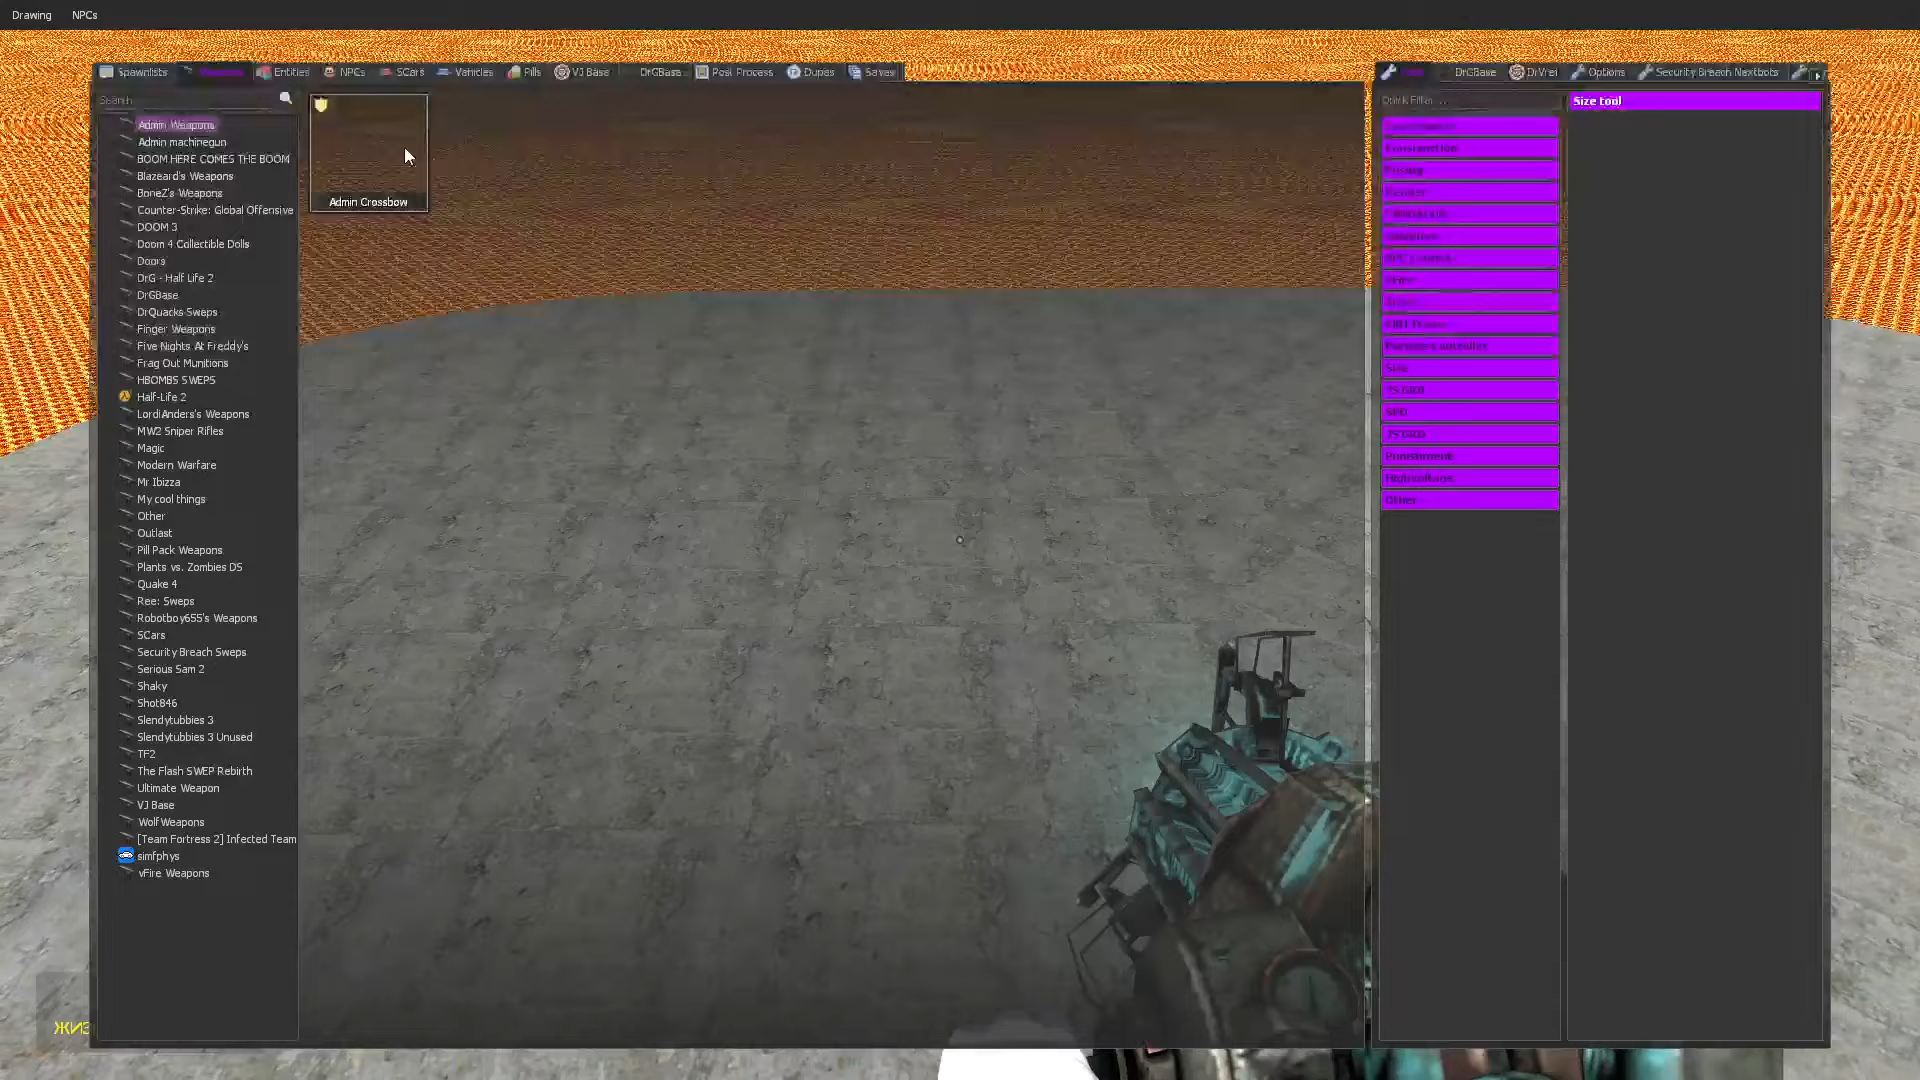 Drawing NPCs
Spawnlists Weapons Entities NPCs SCars Vehicles Pills VJ Base DrGBase Post Process Dupes Saves
DrGBase DrVrej Options Security Breach Nextbots
Search
Admin Weapons
Admin machinegun
BOOM HERE COMES THE BOOM
Blazeard's Weapons
BoneZ's Weapons
Counter-Strike: Global Offensive
DOOM 3
Doom 4 Collectible Dolls
Doors
DrG - Half Life 2
DrGBase
DrQuacks Sweps
Finger Weapons
Five Nights At Freddy's
Frag Out Munitions
HBOMBS SWEPS
Half-Life 2
LordiAnders's Weapons
MW2 Sniper Rifles
Magic
Modern Warfare
Mr Ibizza
My cool things
Other
Outlast
Pill Pack Weapons
Plants vs. Zombies DS
Quake 4
Ree: Sweps
Robotboy655's Weapons
SCars
Security Breach Sweps
Serious Sam 2
Shaky
Shot846
Slendytubbies 3
Slendytubbies 3 Unused
TF2
The Flash SWEP Rebirth
Ultimate Weapon
VJ Base
WolfWeapons
[Team Fortress 2] Infected Team
simfphys
vFire Weapons
ЖИЗ
Admin Crossbow
Quick Filter...
Construction
Posing
Render
Size
Punishment
High voltage
Other
Size tool